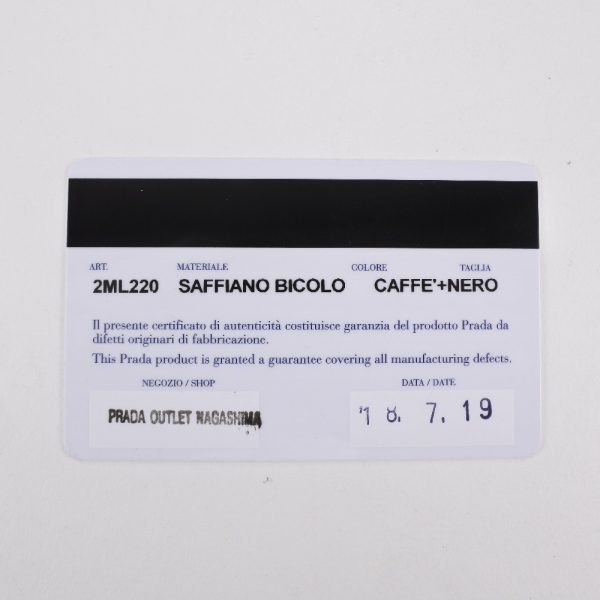 ART. MATERIALE COLORE TAGLIA
2ML220 SAFFIANO BICOLO CAFFE'+NERO
Il presente certificato di autenticità costituisce garanzia del prodotto Prada da
difetti originari di fabbricazione.
This Prada product is granted a guarantee covering all manufacturing defects.
NEGOZIO / SHOP DATA / DATE
PRADA OUTLET NAGASHIMA '18. 7. 19